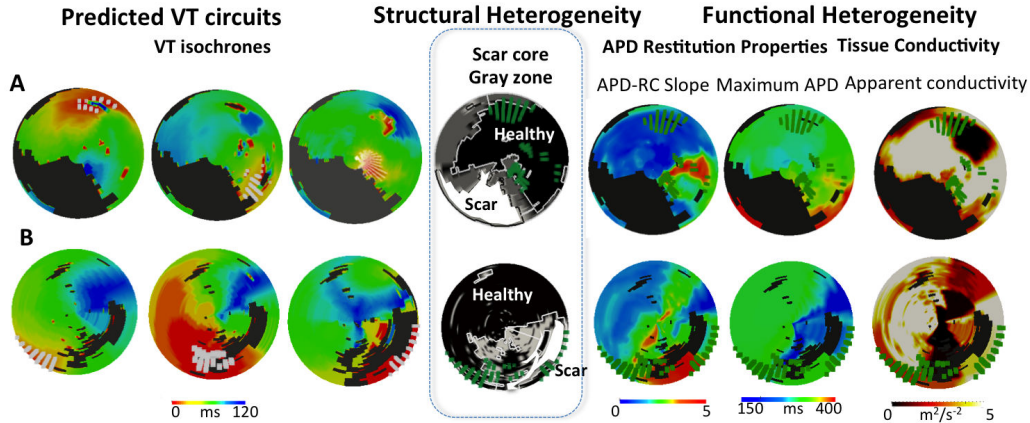 Predicted VT circuits
Structural Heterogeneity
Functional Heterogeneity
VT isochrones
Scar core
Gray zone
APD Restitution Properties
Tissue Conductivity
APD-RC Slope
Maximum APD
Apparent conductivity
A
Healthy
Scar
B
Healthy
Scar
0 ms 120
0 5
150 ms 400
0 m²/s⁻² 5